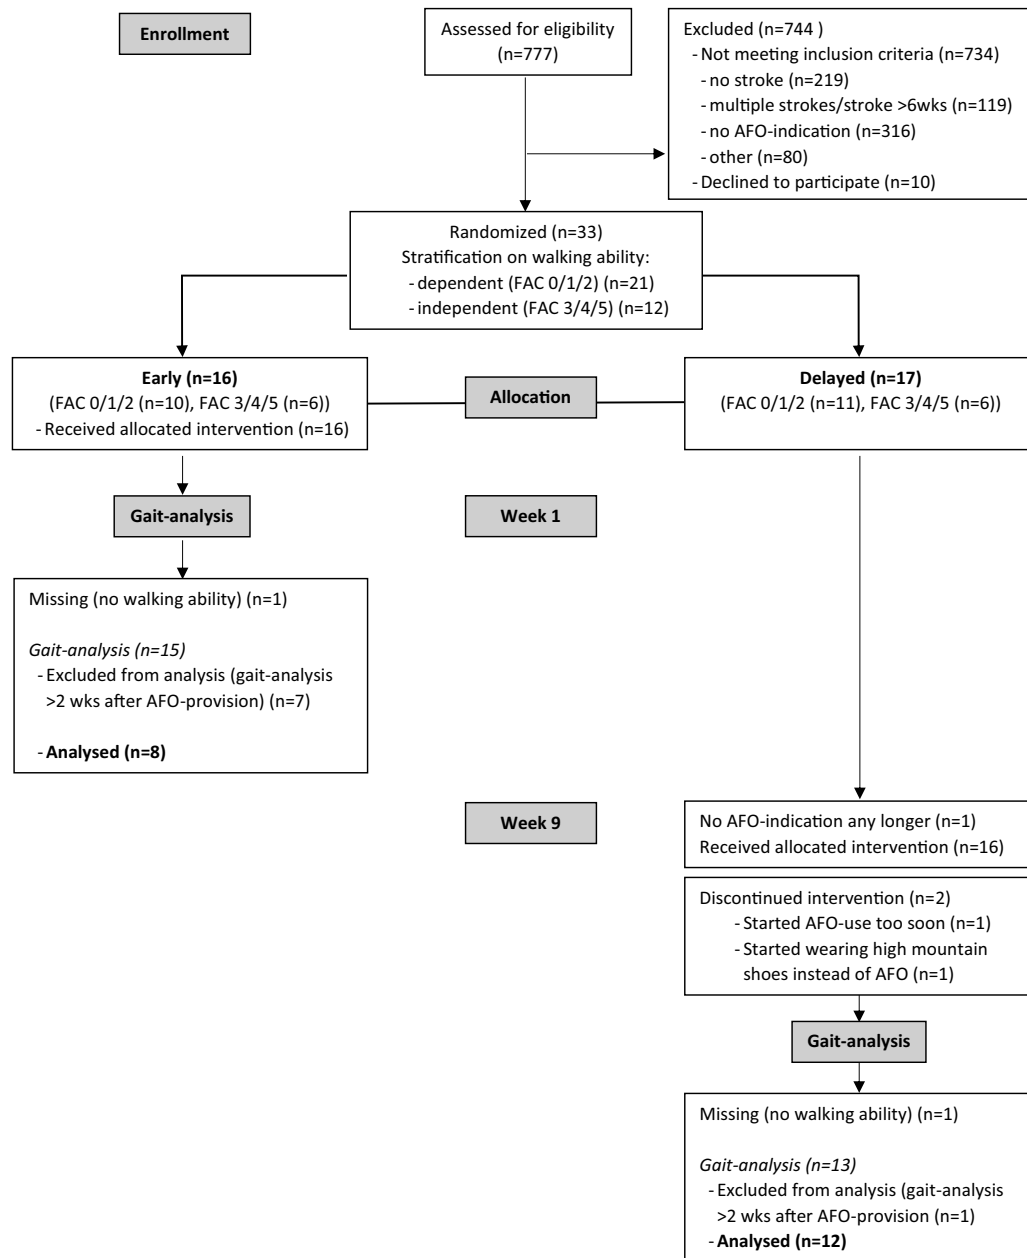 Enrollment
Assessed for eligibility
(n=777)
Excluded (n=744 )
- Not meeting inclusion criteria (n=734)
- no stroke (n=219)
- multiple strokes/stroke >6wks (n=119)
- no AFO-indication (n=316)
- other (n=80)
- Declined to participate (n=10)
Randomized (n=33)
Stratification on walking ability:
- dependent (FAC 0/1/2) (n=21)
- independent (FAC 3/4/5) (n=12)
Early (n=16)
(FAC 0/1/2 (n=10), FAC 3/4/5 (n=6))
- Received allocated intervention (n=16)
Allocation
Delayed (n=17)
(FAC 0/1/2 (n=11), FAC 3/4/5 (n=6))
Gait-analysis
Week 1
Missing (no walking ability) (n=1)
Gait-analysis (n=15)
- Excluded from analysis (gait-analysis
>2 wks after AFO-provision) (n=7)
- Analysed (n=8)
Week 9
No AFO-indication any longer (n=1)
Received allocated intervention (n=16)
Discontinued intervention (n=2)
- Started AFO-use too soon (n=1)
- Started wearing high mountain
shoes instead of AFO (n=1)
Gait-analysis
Missing (no walking ability) (n=1)
Gait-analysis (n=13)
- Excluded from analysis (gait-analysis
>2 wks after AFO-provision (n=1)
- Analysed (n=12)